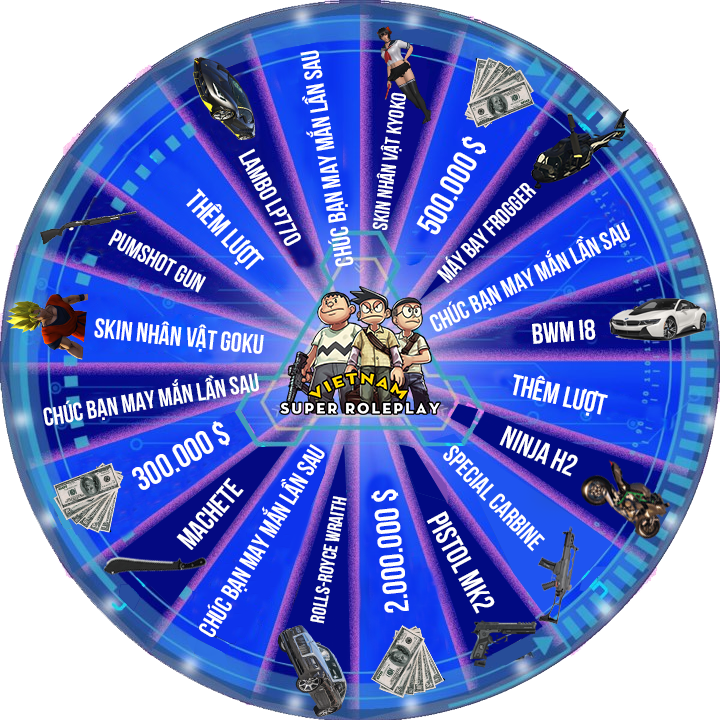 CHÚC BẠN MAY MẮN LẦN SAU
SKIN NHÂN VẬT KYOKO
500.000 $
MÁY BAY FROGGER
CHÚC BẠN MAY MẮN LẦN SAU
BWM I8
THÊM LUỢT
NINJA H2
SPECIAL CARBINE
PISTOL MK2
2.000.000 $
ROLLS-ROYCE WRAITH
CHÚC BẠN MAY MẮN LẦN SAU
MACHETE
300.000 $
CHÚC BẠN MAY MẮN LẦN SAU
SKIN NHÂN VẬT GOKU
PUMSHOT GUN
THÊM LUỢT
LAMBO LP770
VIETNAM
SUPER ROLEPLAY